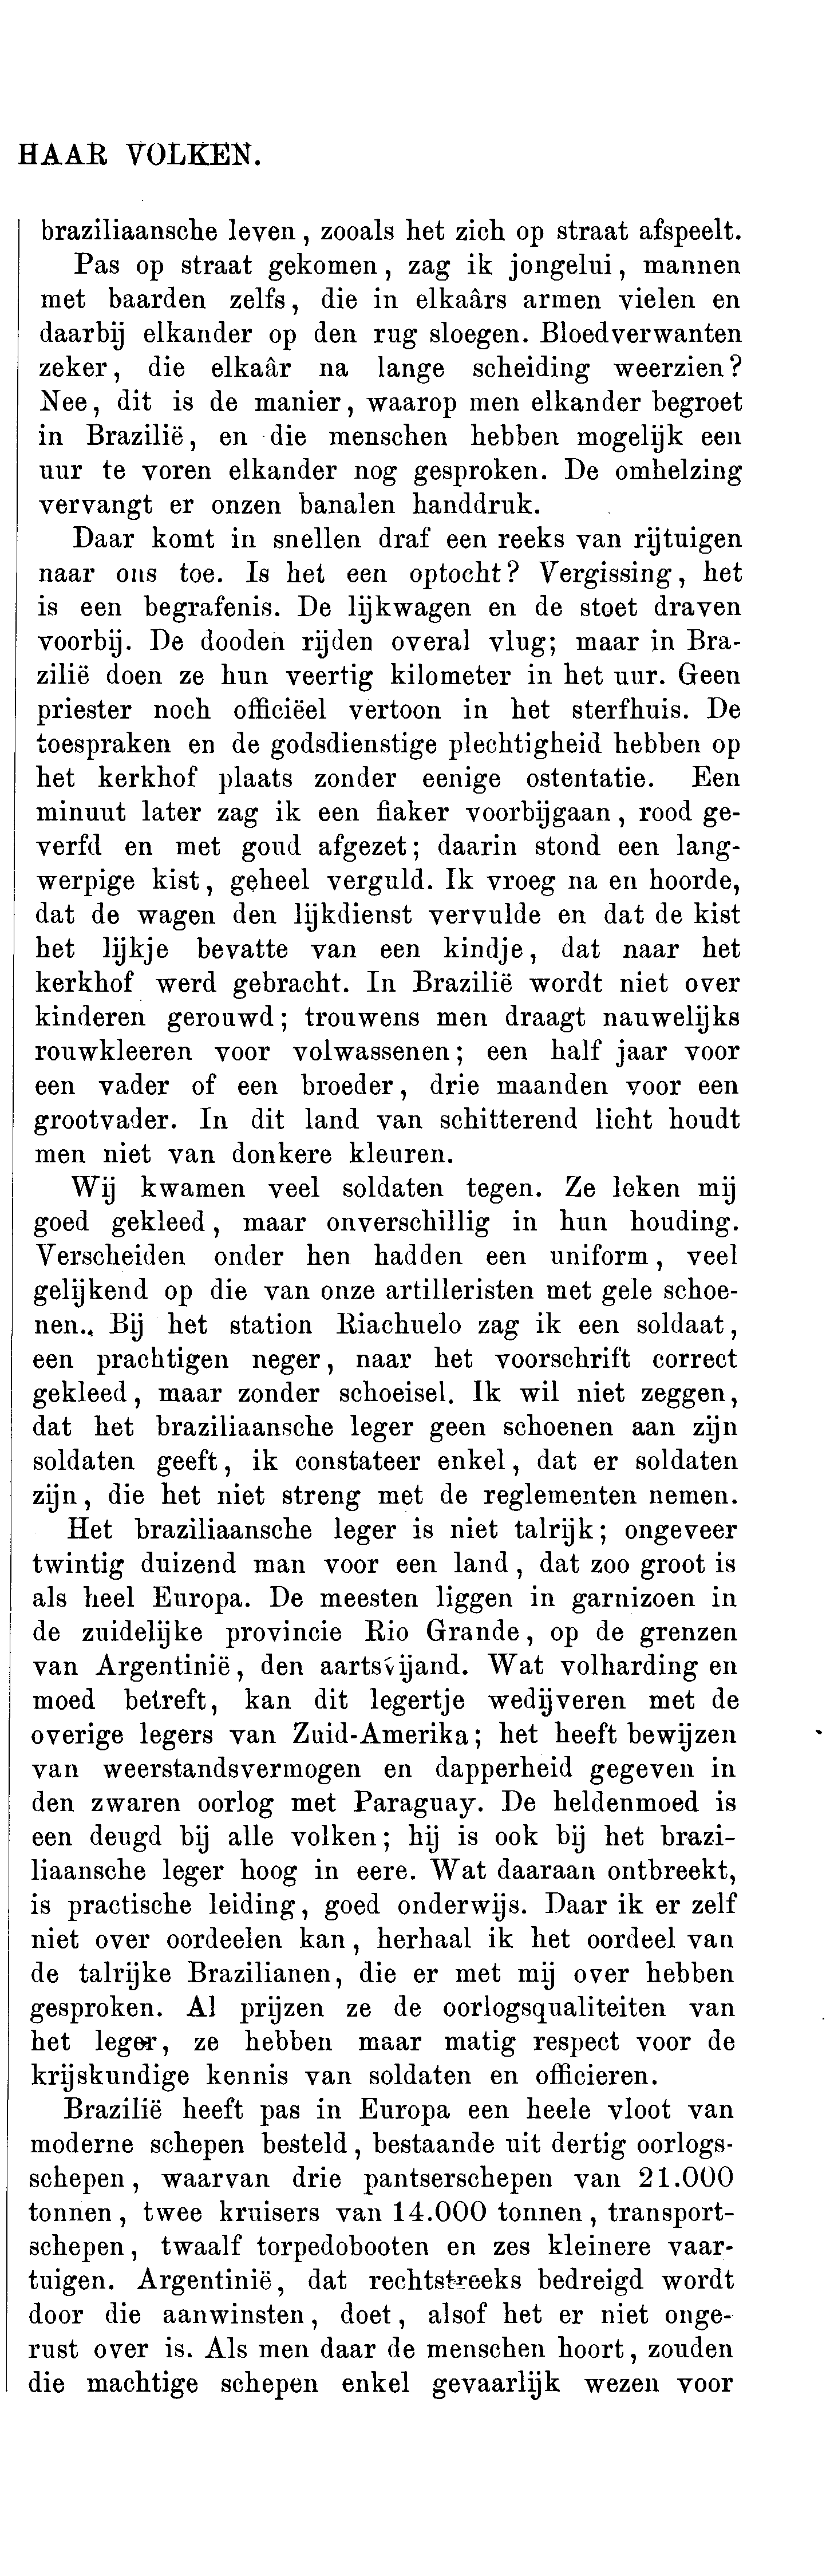 HAAR VOLKEN.
braziliaansche leven, zooals het zich op straat afspeelt.
Pas op straat gekomen, zag ik jongelui, mannen
met baarden zelfs, die in elkaârs armen vielen en
daarbij elkander op den rug sloegen. Bloedverwanten
zeker, die elkaâr na lange scheiding weerzien?
Nee, dit is de manier, waarop men elkander begroet
in Brazilië, en die menschen hebben mogelijk een
uur te voren elkander nog gesproken. De omhelzing
vervangt er onzen banalen handdruk.
Daar komt in snellen draf een reeks van rijtuigen
naar ons toe. Is het een optocht? Vergissing, het
is een begrafenis. De lijkwagen en de stoet draven
voorbij. De dooden rijden overal vlug; maar in Bra-
zilië doen ze hun veertig kilometer in het uur. Geen
priester noch officiëel vertoon in het sterfhuis. De
toespraken en de godsdienstige plechtigheid hebben op
het kerkhof plaats zonder eenige ostentatie. Een
minuut later zag ik een fiaker voorbijgaan, rood ge-
verfd en met goud afgezet; daarin stond een lang-
werpige kist, geheel verguld. Ik vroeg na en hoorde,
dat de wagen den lijkdienst vervulde en dat de kist
het lijkje bevatte van een kindje, dat naar het
kerkhof werd gebracht. In Brazilië wordt niet over
kinderen gerouwd; trouwens men draagt nauwelijks
rouwkleeren voor volwassenen; een half jaar voor
een vader of een broeder, drie maanden voor een
grootvader. In dit land van schitterend licht houdt
men niet van donkere kleuren.
Wij kwamen veel soldaten tegen. Ze leken mij
goed gekleed, maar onverschillig in hun houding.
Verscheiden onder hen hadden een uniform, veel
gelijkend op die van onze artilleristen met gele schoe-
nen. Bij het station Riachuelo zag ik een soldaat,
een prachtigen neger, naar het voorschrift correct
gekleed, maar zonder schoeisel. Ik wil niet zeggen,
dat het braziliaansche leger geen schoenen aan zijn
soldaten geeft, ik constateer enkel, dat er soldaten
zijn, die het niet streng met de reglementen nemen.
Het braziliaansche leger is niet talrijk; ongeveer
twintig duizend man voor een land, dat zoo groot is
als heel Europa. De meesten liggen in garnizoen in
de zuidelijke provincie Rio Grande, op de grenzen
van Argentinië, den aartsvijand. Wat volharding en
moed betreft, kan dit legertje wedijveren met de
overige legers van Zuid-Amerika; het heeft bewijzen
van weerstandsvermogen en dapperheid gegeven in
den zwaren oorlog met Paraguay. De heldenmoed is
een deugd bij alle volken; hij is ook bij het brazi-
liaansche leger hoog in eere. Wat daaraan ontbreekt,
is practische leiding, goed onderwijs. Daar ik er zelf
niet over oordeelen kan, herhaal ik het oordeel van
de talrijke Brazilianen, die er met mij over hebben
gesproken. Al prijzen ze de oorlogsqualiteiten van
het leger, ze hebben maar matig respect voor de
krijskundige kennis van soldaten en officieren.
Brazilië heeft pas in Europa een heele vloot van
moderne schepen besteld, bestaande uit dertig oorlogs-
schepen, waarvan drie pantserschepen van 21.000
tonnen, twee kruisers van 14.000 tonnen, transport-
schepen, twaalf torpedobooten en zes kleinere vaar-
tuigen. Argentinië, dat rechtstreeks bedreigd wordt
door die aanwinsten, doet, alsof het er niet onge-
rust over is. Als men daar de menschen hoort, zouden
die machtige schepen enkel gevaarlijk wezen voor